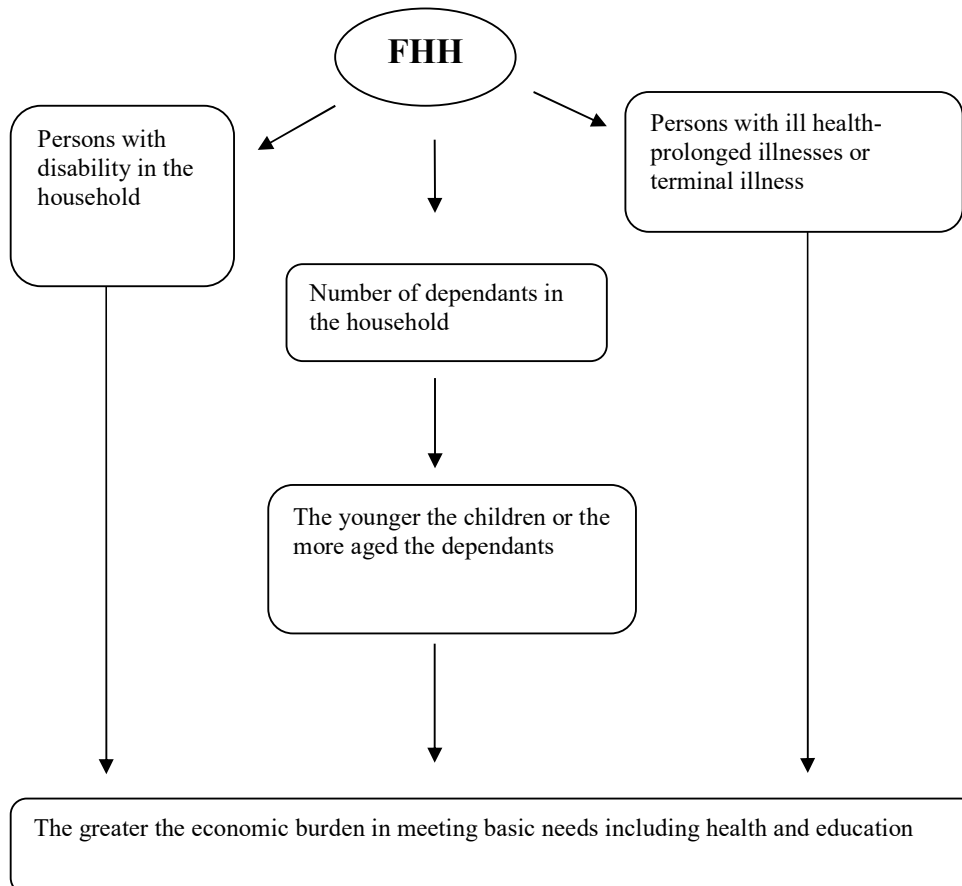 FHH
Persons with
disability in the
household
Persons with ill health-
prolonged illnesses or
terminal illness
Number of dependants in
the household
The younger the children or the
more aged the dependants
The greater the economic burden in meeting basic needs including health and education